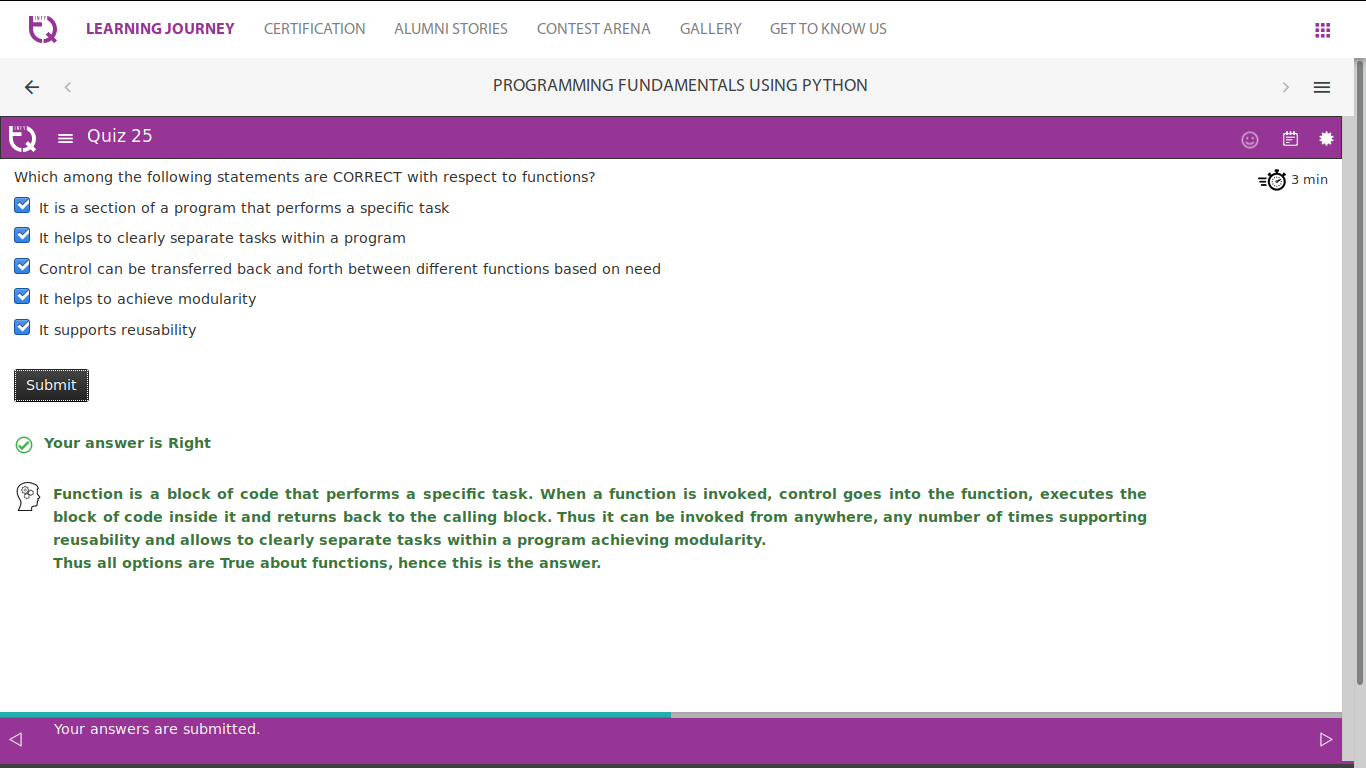 INFY
TQ
LEARNING JOURNEY CERTIFICATION ALUMNI STORIES CONTEST ARENA GALLERY GET TO KNOW US
PROGRAMMING FUNDAMENTALS USING PYTHON
INFY
TQ
Quiz 25
Which among the following statements are CORRECT with respect to functions?
3 min
It is a section of a program that performs a specific task
It helps to clearly separate tasks within a program
Control can be transferred back and forth between different functions based on need
It helps to achieve modularity
It supports reusability
Submit
Your answer is Right
Function is a block of code that performs a specific task. When a function is invoked, control goes into the function, executes the
block of code inside it and returns back to the calling block. Thus it can be invoked from anywhere, any number of times supporting
reusability and allows to clearly separate tasks within a program achieving modularity.
Thus all options are True about functions, hence this is the answer.
Your answers are submitted.